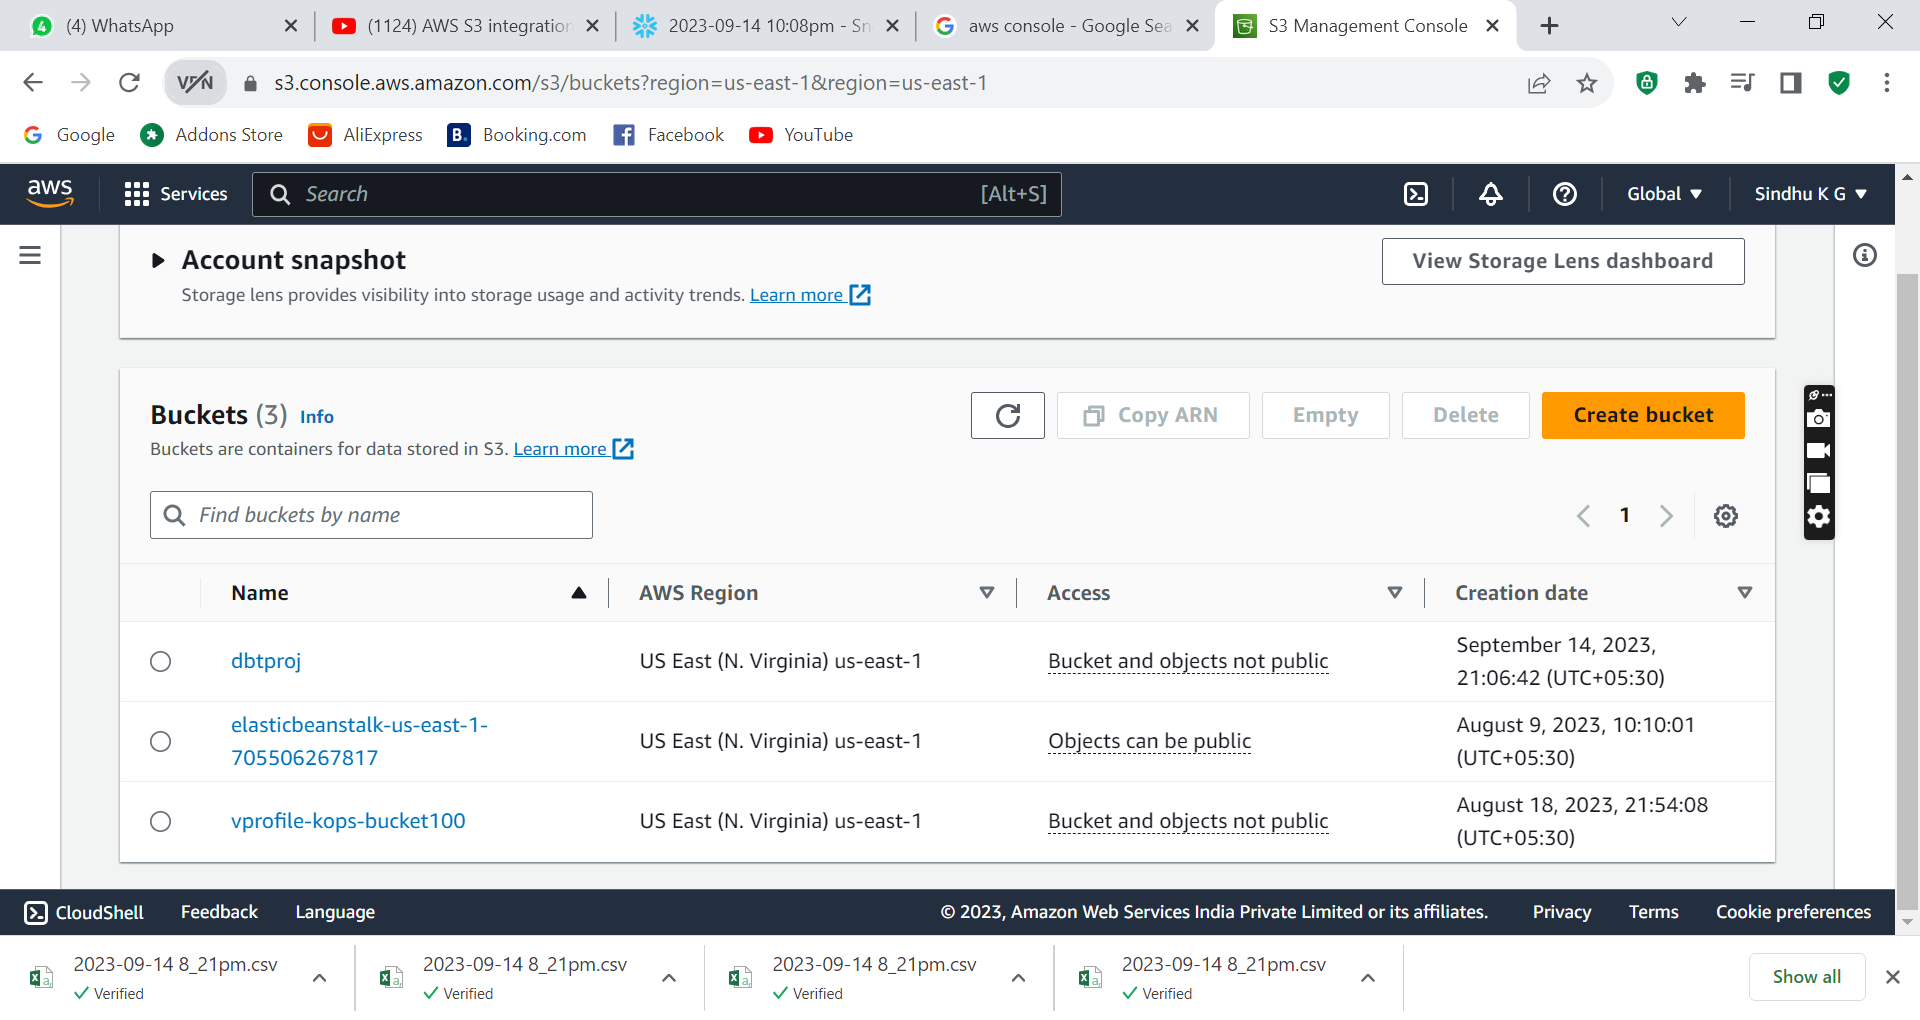 4 (4) WhatsApp
(1124) AWS S3 integration
2023-09-14 10:08pm - Sn
aws console - Google Sea
S3 Management Console
VPN s3.console.aws.amazon.com/s3/buckets?region=us-east-1&region=us-east-1
Google Addons Store AliExpress B. Booking.com Facebook YouTube
aws Services Search [Alt+S] Global Sindhu K G
Account snapshot
View Storage Lens dashboard
Storage lens provides visibility into storage usage and activity trends. Learn more
Buckets (3) Info
Copy ARN Empty Delete Create bucket
Buckets are containers for data stored in S3. Learn more
Find buckets by name
1
Name AWS Region Access Creation date
dbtproj US East (N. Virginia) us-east-1 Bucket and objects not public September 14, 2023,
21:06:42 (UTC+05:30)
elasticbeanstalk-us-east-1-
705506267817 US East (N. Virginia) us-east-1 Objects can be public August 9, 2023, 10:10:01
(UTC+05:30)
vprofile-kops-bucket100 US East (N. Virginia) us-east-1 Bucket and objects not public August 18, 2023, 21:54:08
(UTC+05:30)
CloudShell Feedback Language © 2023, Amazon Web Services India Private Limited or its affiliates. Privacy Terms Cookie preferences
2023-09-14 8_21pm.csv 2023-09-14 8_21pm.csv 2023-09-14 8_21pm.csv 2023-09-14 8_21pm.csv Show all
Verified Verified Verified Verified